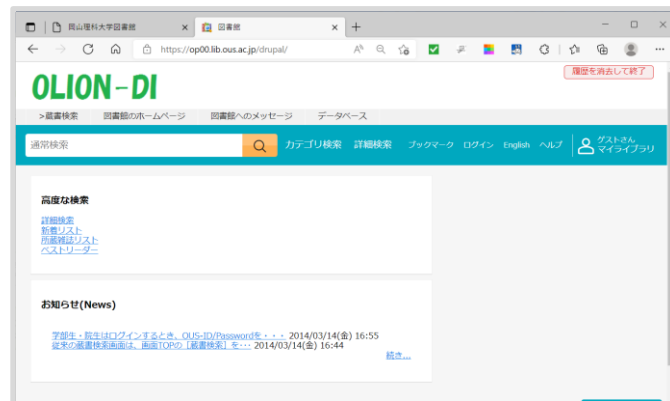 岡山理科大学図書館
図書館
https://op00.lib.ous.ac.jp/drupal/
履歴を消去して終了
OLION-DI
>蔵書検索 図書館のホームページ 図書館へのメッセージ データベース
通常検索 カテゴリ検索 詳細検索 ブックマーク ログイン English ヘルプ ゲストさん
マイライブラリ
高度な検索
詳細検索
新着リスト
所蔵雑誌リスト
ベストリーダー
お知らせ(News)
学部生・院生はログインするとき、OUS-ID/Passwordを・・・ 2014/03/14(金) 16:55
従来の蔵書検索画面は、画面TOPの［蔵書検索］を・・・ 2014/03/14(金) 16:44
続き...